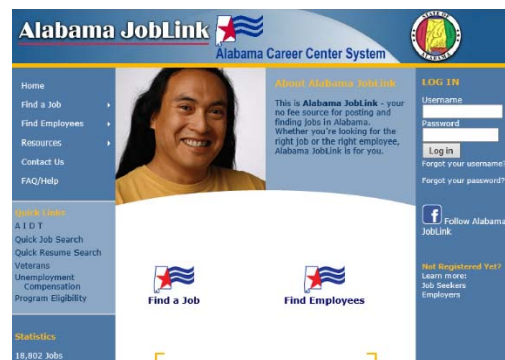 Alabama JobLink
Alabama Career Center System
STATE OF
ALABAMA
Home
Find a Job
Find Employees
Resources
Contact Us
FAQ/Help
Quick Links
A I D T
Quick Job Search
Quick Resume Search
Veterans
Unemployment
Compensation
Program Eligibility
Statistics
18,802 Jobs
About Alabama JobLink
This is Alabama JobLink - your
no fee source for posting and
finding jobs in Alabama.
Whether you're looking for the
right job or the right employee,
Alabama JobLink is for you.
Find a Job
Find Employees
LOG IN
Username
Password
Log in
Forgot your username?
Forgot your password?
f
Follow Alabama
JobLink
Not Registered Yet?
Learn more:
Job Seekers
Employers